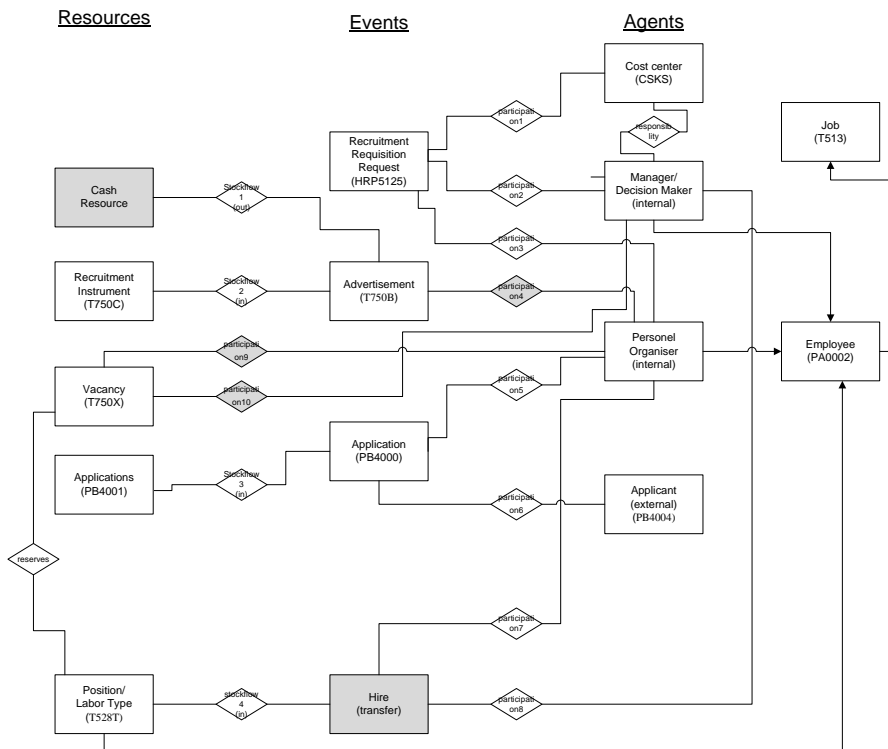 Resources
Events
Agents
Cost center
(CSKS)
participati
on1
responsib
ility
Job
(T513)
Recruitment
Requisition
Request
(HRP5125)
Cash
Resource
Stockflow
1
(out)
participati
on2
Manager/
Decision Maker
(internal)
participati
on3
Recruitment
Instrument
(T750C)
Stockflow
2
(in)
Advertisement
(T750B)
participati
on4
participati
on9
Personel
Organiser
(internal)
Employee
(PA0002)
Vacancy
(T750X)
participati
on10
participati
on5
Application
(PB4000)
Applications
(PB4001)
Stockflow
3
(in)
participati
on6
Applicant
(external)
(PB4004)
reserves
participati
on7
Position/
Labor Type
(T528T)
stockflow
4
(in)
Hire
(transfer)
participati
on8